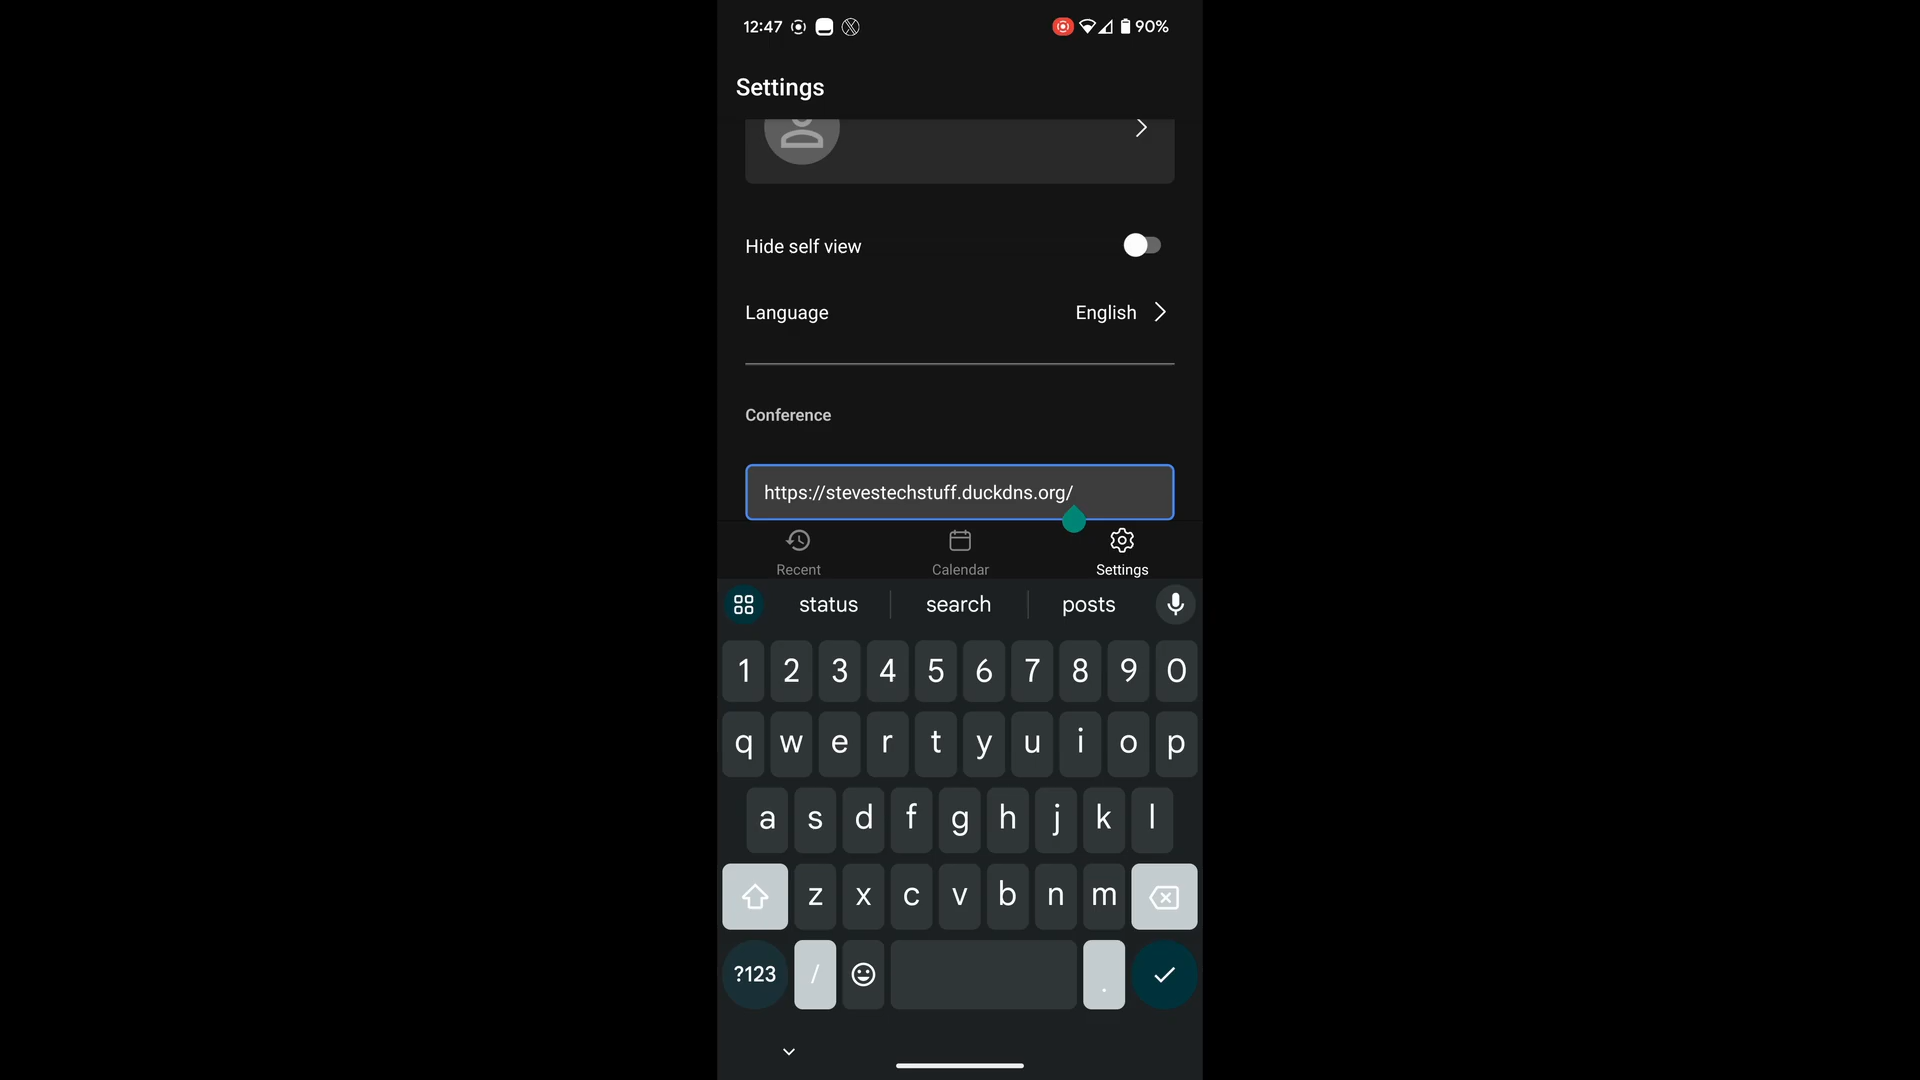 12:47 90%
Settings
Hide self view
Language English
Conference
https://stevestechstuff.duckdns.org/
Recent Calendar Settings
status search posts
1 2 3 4 5 6 7 8 9 0
q w e r t y u i o p
a s d f g h j k l
z x c v b n m
?123 / .